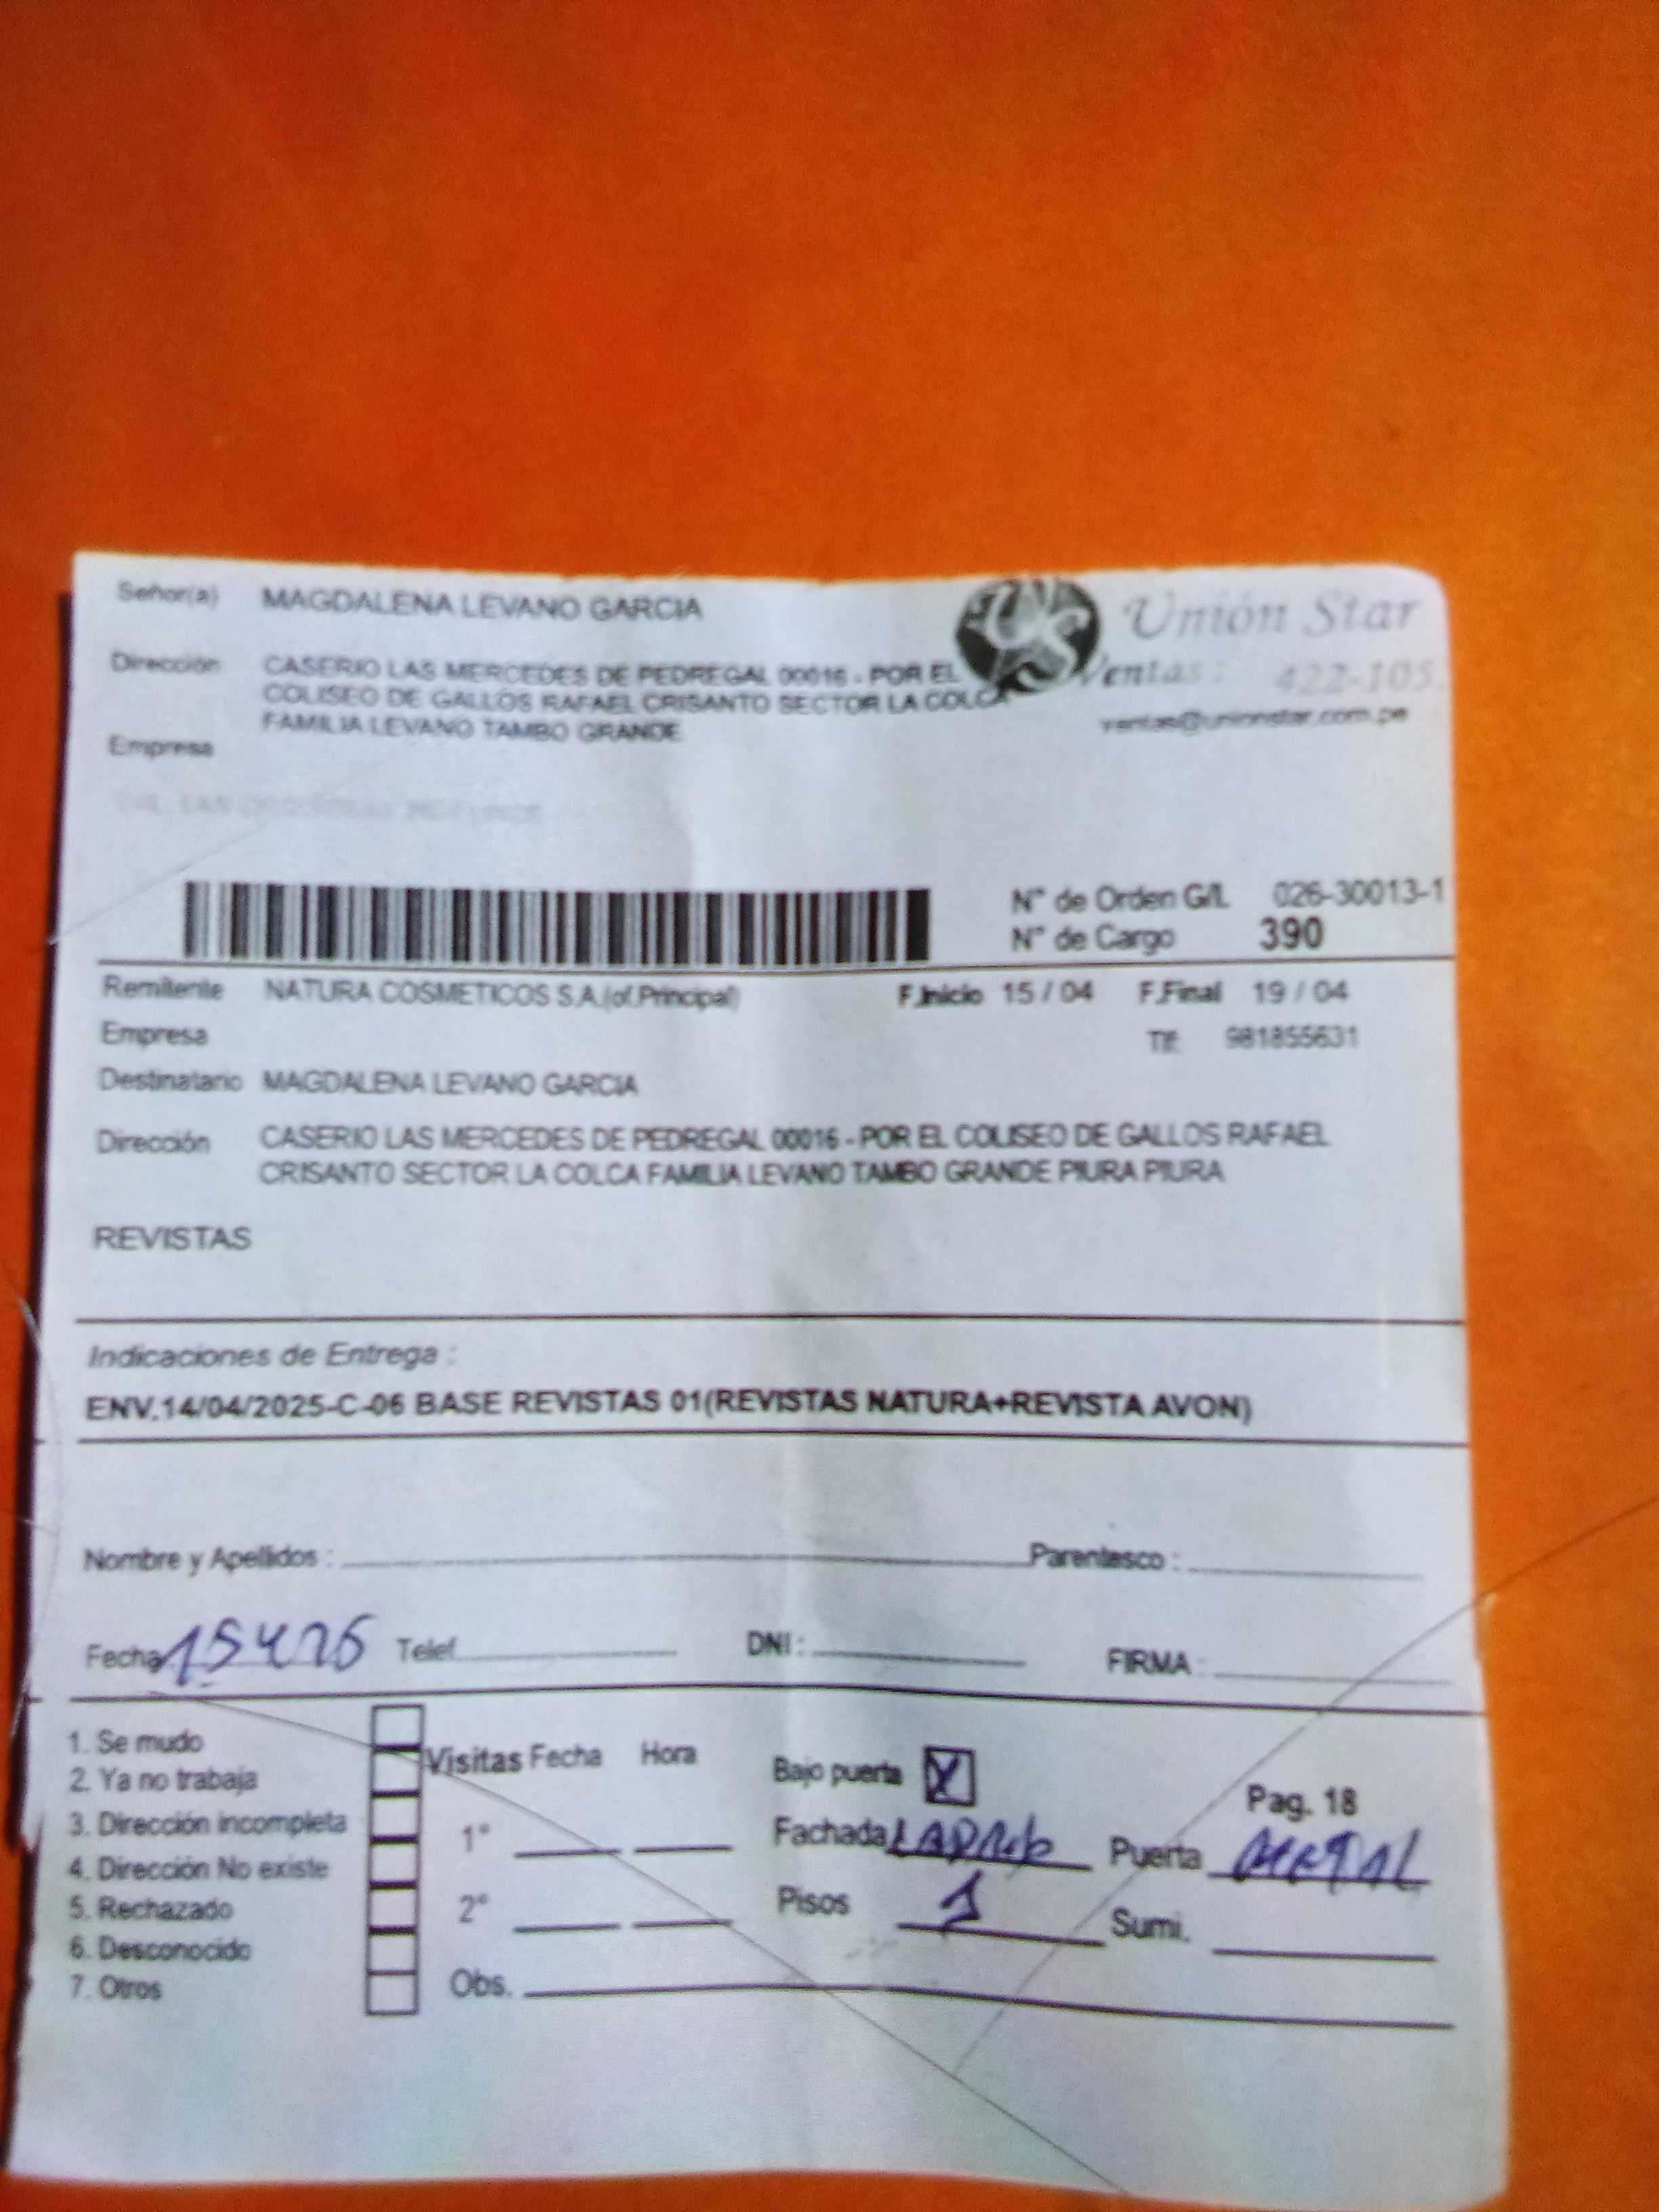 Señor(a) MAGDALENA LEVANO GARCIA
Unión Star
Dirección CASERIO LAS MERCEDES DE PEDREGAL 00016 - POR EL
COLISEO DE GALLOS RAFAEL CRISANTO SECTOR LA COLCA
FAMILIA LEVANO TAMBO GRANDE
Ventas: 422-105
ventas@unionstar.com.pe
Empresa
N° de Orden G/L 026-30013-1
N° de Cargo 390
Remitente NATURA COSMETICOS S.A.(of.Principal) F.Inicio 15 / 04 F.Final 19 / 04
Empresa Tlf: 981855631
Destinatario MAGDALENA LEVANO GARCIA
Dirección CASERIO LAS MERCEDES DE PEDREGAL 00016 - POR EL COLISEO DE GALLOS RAFAEL
CRISANTO SECTOR LA COLCA FAMILIA LEVANO TAMBO GRANDE PIURA PIURA
REVISTAS
Indicaciones de Entrega :
ENV.14/04/2025-C-06 BASE REVISTAS 01(REVISTAS NATURA+REVISTA AVON)
Nombre y Apellidos : Parentesco :
Fecha Telef. DNI : FIRMA :
1. Se mudo
2. Ya no trabaja
3. Dirección incompleta
4. Dirección No existe
5. Rechazado
6. Desconocido
7. Otros
Visitas Fecha Hora
1°
2°
Obs.
Bajo puerta X
Pag. 18
Fachada LADRILLO Puerta METAL
Pisos 1 Sumi.